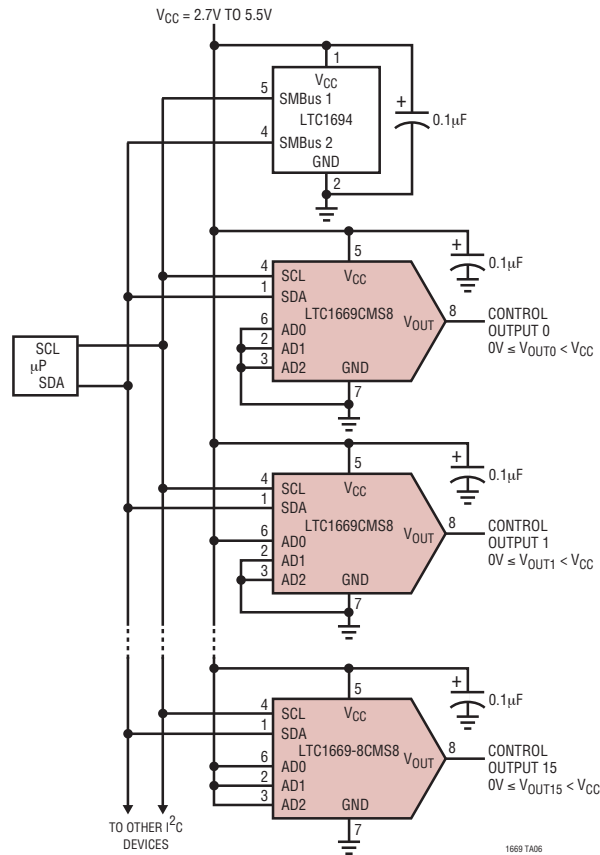 V_CC = 2.7V TO 5.5V
1
V_CC
5
SMBus 1
LTC1694
4
SMBus 2
GND
2
+
0.1µF
5
+
0.1µF
4
SCL
V_CC
1
SDA
LTC1669CMS8
6
AD0
2
AD1
3
AD2
GND
V_OUT
8
CONTROL
OUTPUT 0
0V ≤ V_OUT0 < V_CC
7
SCL
µP
SDA
5
+
0.1µF
4
SCL
V_CC
1
SDA
LTC1669CMS8
6
AD0
2
AD1
3
AD2
GND
V_OUT
8
CONTROL
OUTPUT 1
0V ≤ V_OUT1 < V_CC
7
5
+
0.1µF
4
SCL
V_CC
1
SDA
LTC1669-8CMS8
6
AD0
2
AD1
3
AD2
GND
V_OUT
8
CONTROL
OUTPUT 15
0V ≤ V_OUT15 < V_CC
7
TO OTHER I²C
DEVICES
1669 TA06